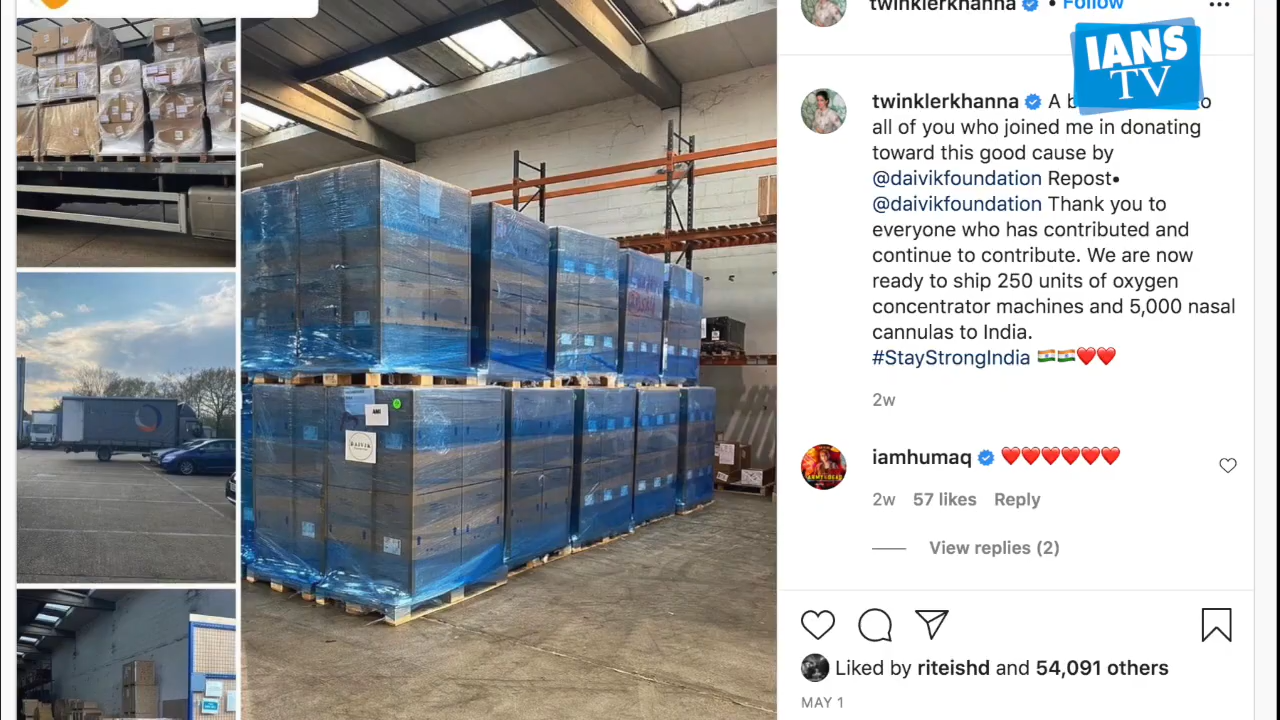 twinklerkhanna • Follow
IANS
TV
twinklerkhanna A b o
all of you who joined me in donating
toward this good cause by
@daivikfoundation Repost•
@daivikfoundation Thank you to
everyone who has contributed and
continue to contribute. We are now
ready to ship 250 units of oxygen
concentrator machines and 5,000 nasal
cannulas to India.
#StayStrongIndia 🇮🇳🇮🇳❤️❤️
2w
iamhumaq ❤️❤️❤️❤️❤️❤️
2w 57 likes Reply
View replies (2)
Liked by riteishd and 54,091 others
MAY 1
DAIVIK